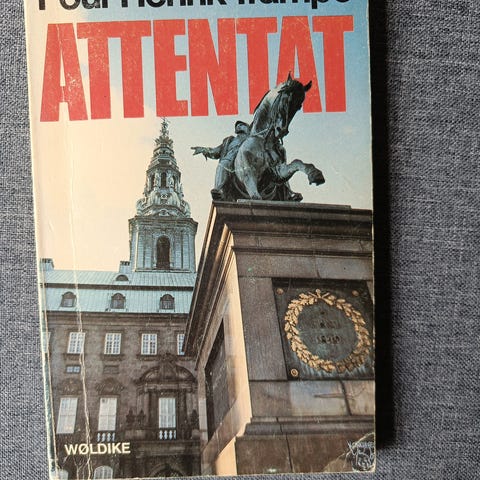 Poul Henrik Trampe
ATTENTAT
WØLDIKE